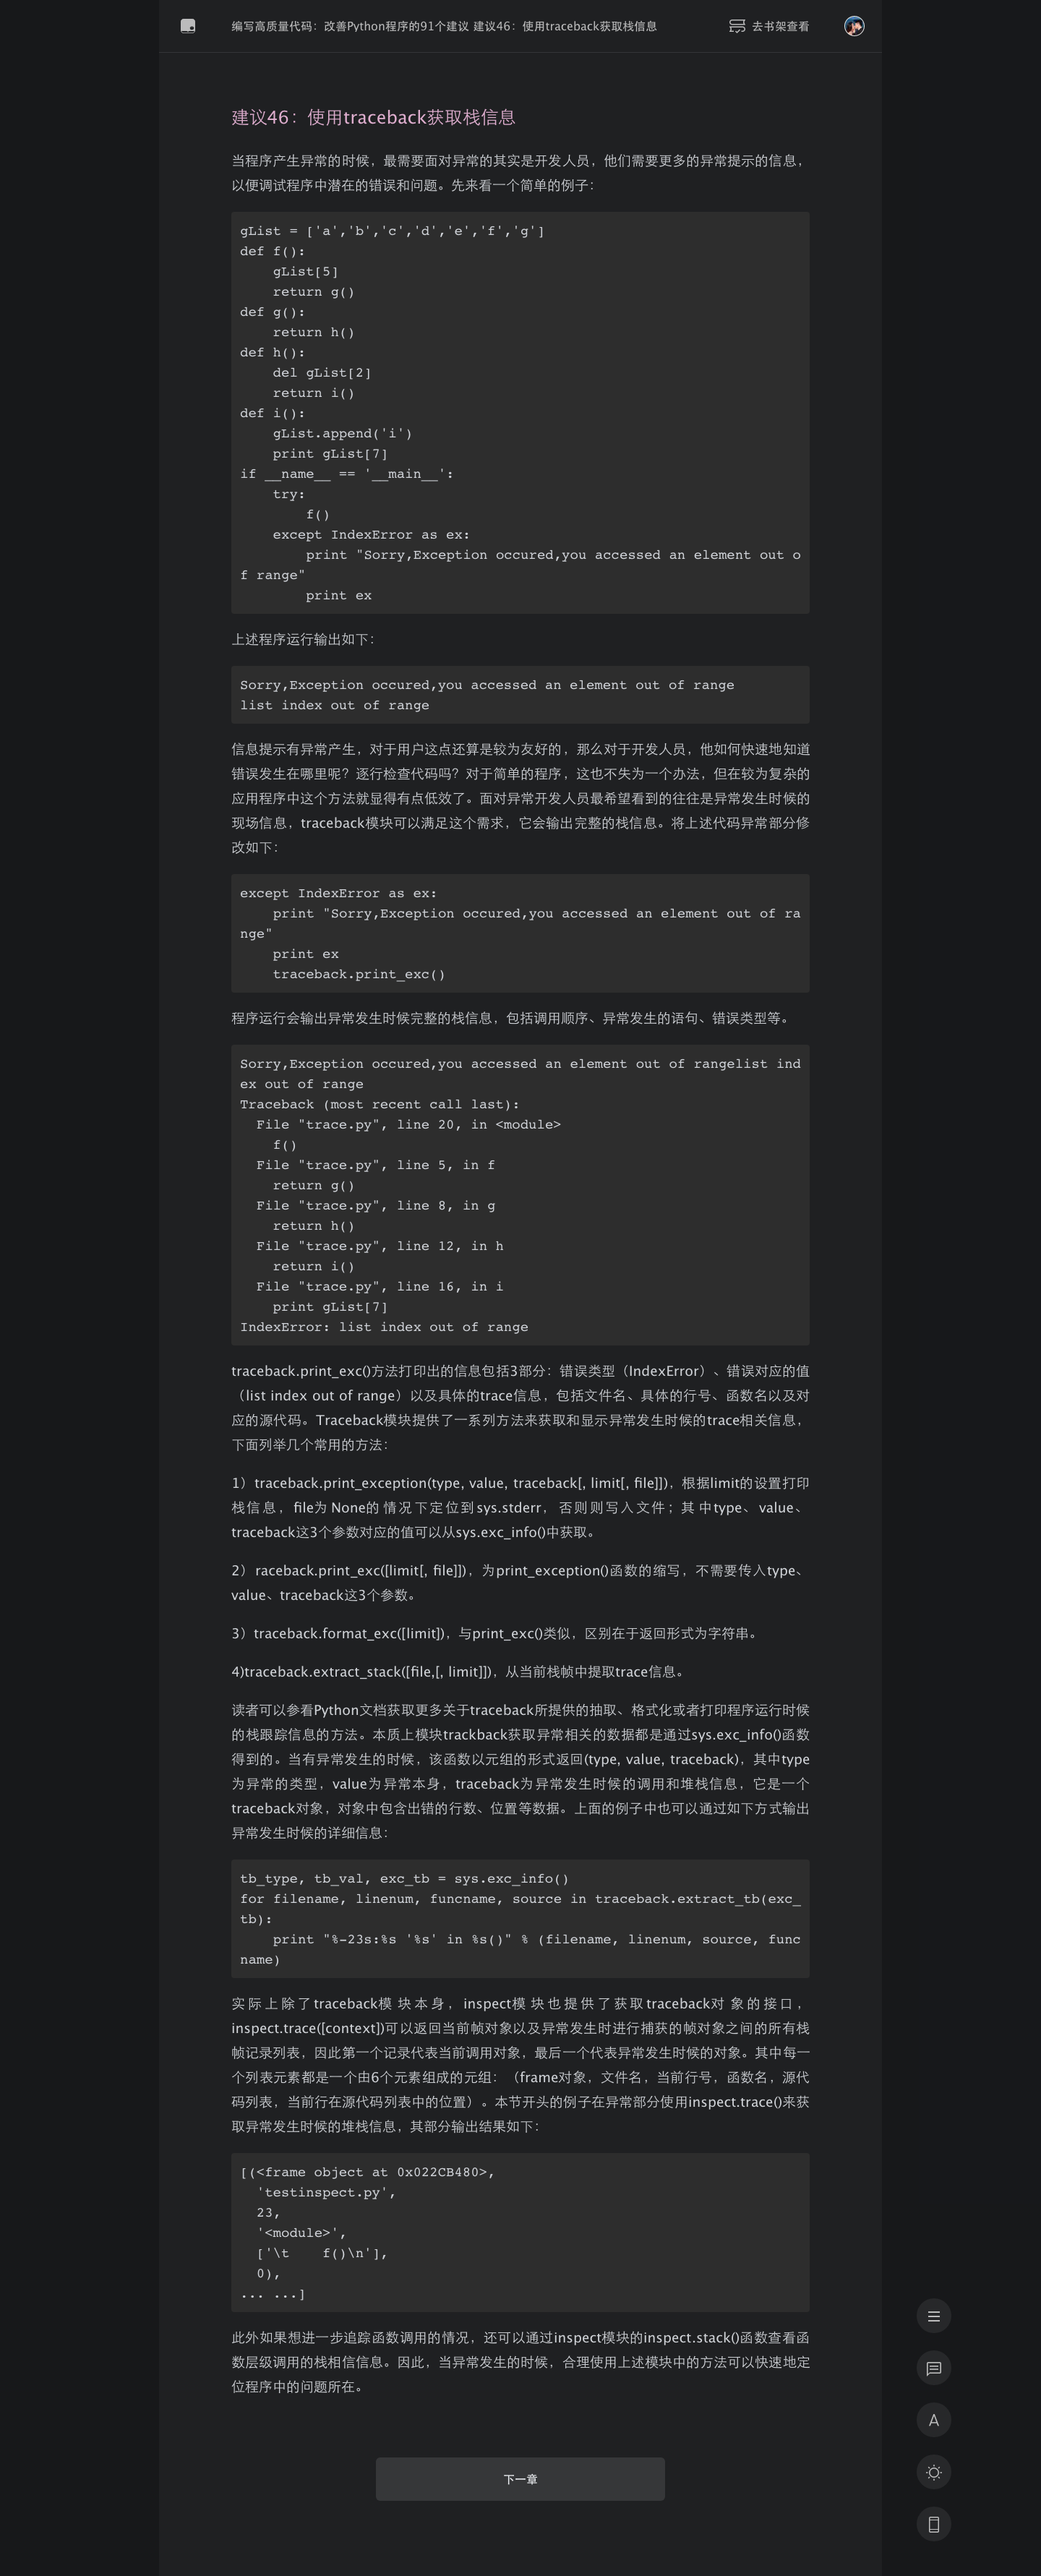 编写高质量代码：改善Python程序的91个建议 建议46：使用traceback获取栈信息
去书架查看
建议46：使用traceback获取栈信息
当程序产生异常的时候，最需要面对异常的其实是开发人员，他们需要更多的异常提示的信息，
以便调试程序中潜在的错误和问题。先来看一个简单的例子：
gList = ['a','b','c','d','e','f','g']
def f():
    gList[5]
    return g()
def g():
    return h()
def h():
    del gList[2]
    return i()
def i():
    gList.append('i')
    print gList[7]
if __name__ == '__main__':
    try:
        f()
    except IndexError as ex:
        print "Sorry,Exception occured,you accessed an element out o
f range"
        print ex
上述程序运行输出如下：
Sorry,Exception occured,you accessed an element out of range
list index out of range
信息提示有异常产生，对于用户这点还算是较为友好的，那么对于开发人员，他如何快速地知道
错误发生在哪里呢？逐行检查代码吗？对于简单的程序，这也不失为一个办法，但在较为复杂的
应用程序中这个方法就显得有点低效了。面对异常开发人员最希望看到的往往是异常发生时候的
现场信息，traceback模块可以满足这个需求，它会输出完整的栈信息。将上述代码异常部分修
改如下：
except IndexError as ex:
    print "Sorry,Exception occured,you accessed an element out of ra
nge"
    print ex
    traceback.print_exc()
程序运行会输出异常发生时候完整的栈信息，包括调用顺序、异常发生的语句、错误类型等。
Sorry,Exception occured,you accessed an element out of rangelist ind
ex out of range
Traceback (most recent call last):
  File "trace.py", line 20, in <module>
    f()
  File "trace.py", line 5, in f
    return g()
  File "trace.py", line 8, in g
    return h()
  File "trace.py", line 12, in h
    return i()
  File "trace.py", line 16, in i
    print gList[7]
IndexError: list index out of range
traceback.print_exc()方法打印出的信息包括3部分：错误类型（IndexError）、错误对应的值
（list index out of range）以及具体的trace信息，包括文件名、具体的行号、函数名以及对
应的源代码。Traceback模块提供了一系列方法来获取和显示异常发生时候的trace相关信息，
下面列举几个常用的方法：
1）traceback.print_exception(type, value, traceback[, limit[, file]])，根据limit的设置打印
栈信息，file为None的情况下定位到sys.stderr，否则则写入文件；其中type、value、
traceback这3个参数对应的值可以从sys.exc_info()中获取。
2）raceback.print_exc([limit[, file]])，为print_exception()函数的缩写，不需要传入type、
value、traceback这3个参数。
3）traceback.format_exc([limit])，与print_exc()类似，区别在于返回形式为字符串。
4)traceback.extract_stack([file,[, limit]])，从当前栈帧中提取trace信息。
读者可以参看Python文档获取更多关于traceback所提供的抽取、格式化或者打印程序运行时候
的栈跟踪信息的方法。本质上模块trackback获取异常相关的数据都是通过sys.exc_info()函数
得到的。当有异常发生的时候，该函数以元组的形式返回(type, value, traceback)，其中type
为异常的类型，value为异常本身，traceback为异常发生时候的调用和堆栈信息，它是一个
traceback对象，对象中包含出错的行数、位置等数据。上面的例子中也可以通过如下方式输出
异常发生时候的详细信息：
tb_type, tb_val, exc_tb = sys.exc_info()
for filename, linenum, funcname, source in traceback.extract_tb(exc_
tb):
    print "%-23s:%s '%s' in %s()" % (filename, linenum, source, func
name)
实际上除了traceback模块本身，inspect模块也提供了获取traceback对象的接口，
inspect.trace([context])可以返回当前帧对象以及异常发生时进行捕获的帧对象之间的所有栈
帧记录列表，因此第一个记录代表当前调用对象，最后一个代表异常发生时候的对象。其中每一
个列表元素都是一个由6个元素组成的元组：（frame对象，文件名，当前行号，函数名，源代
码列表，当前行在源代码列表中的位置）。本节开头的例子在异常部分使用inspect.trace()来获
取异常发生时候的堆栈信息，其部分输出结果如下：
[(<frame object at 0x022CB480>,
  'testinspect.py',
  23,
  '<module>',
  ['\t    f()\n'],
  0),
... ...]
此外如果想进一步追踪函数调用的情况，还可以通过inspect模块的inspect.stack()函数查看函
数层级调用的栈相信信息。因此，当异常发生的时候，合理使用上述模块中的方法可以快速地定
位程序中的问题所在。
A
下一章